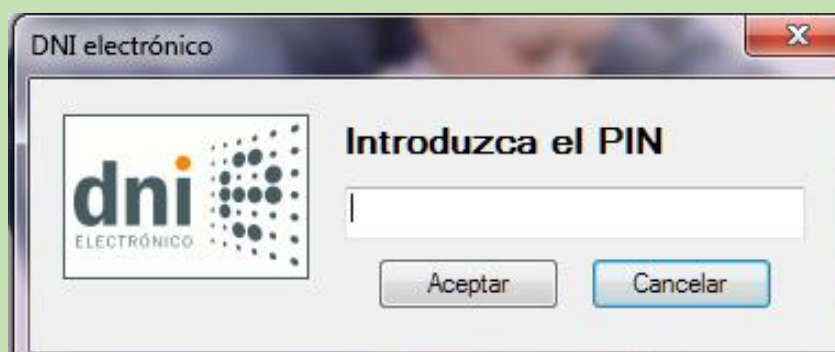 DNI electrónico
x
dni
ELECTRÓNICO
Introduzca el PIN
Aceptar
Cancelar